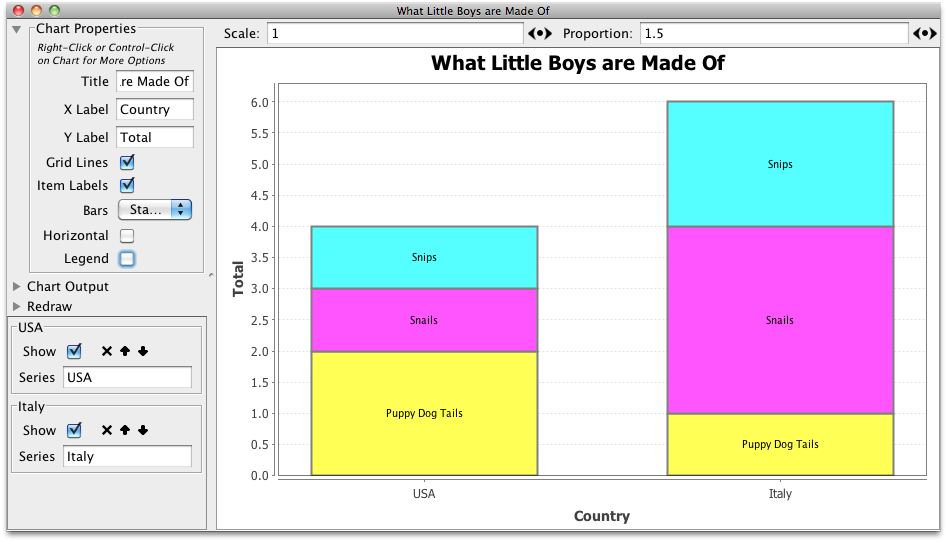 What Little Boys are Made Of
Chart Properties
Right-Click or Control-Click
on Chart for More Options
Title re Made Of
X Label Country
Y Label Total
Grid Lines
Item Labels
Bars Sta...
Horizontal
Legend
Chart Output
Redraw
USA
Show
Series USA
Italy
Show
Series Italy
Scale: 1 Proportion: 1.5
What Little Boys are Made Of
Total
6.0
5.5
5.0
4.5
4.0
3.5
3.0
2.5
2.0
1.5
1.0
0.5
0.0
Snips
Snails
Puppy Dog Tails
Snips
Snails
Puppy Dog Tails
USA Italy
Country